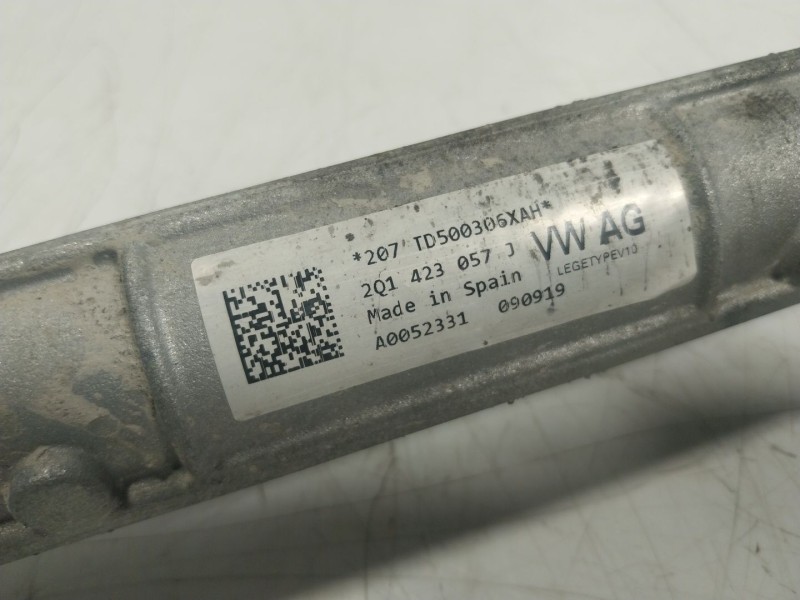 *207 TD500306XAH*
2Q1 423 057 J VW AG
Made in Spain LEGETYPEV10
A0052331 090919